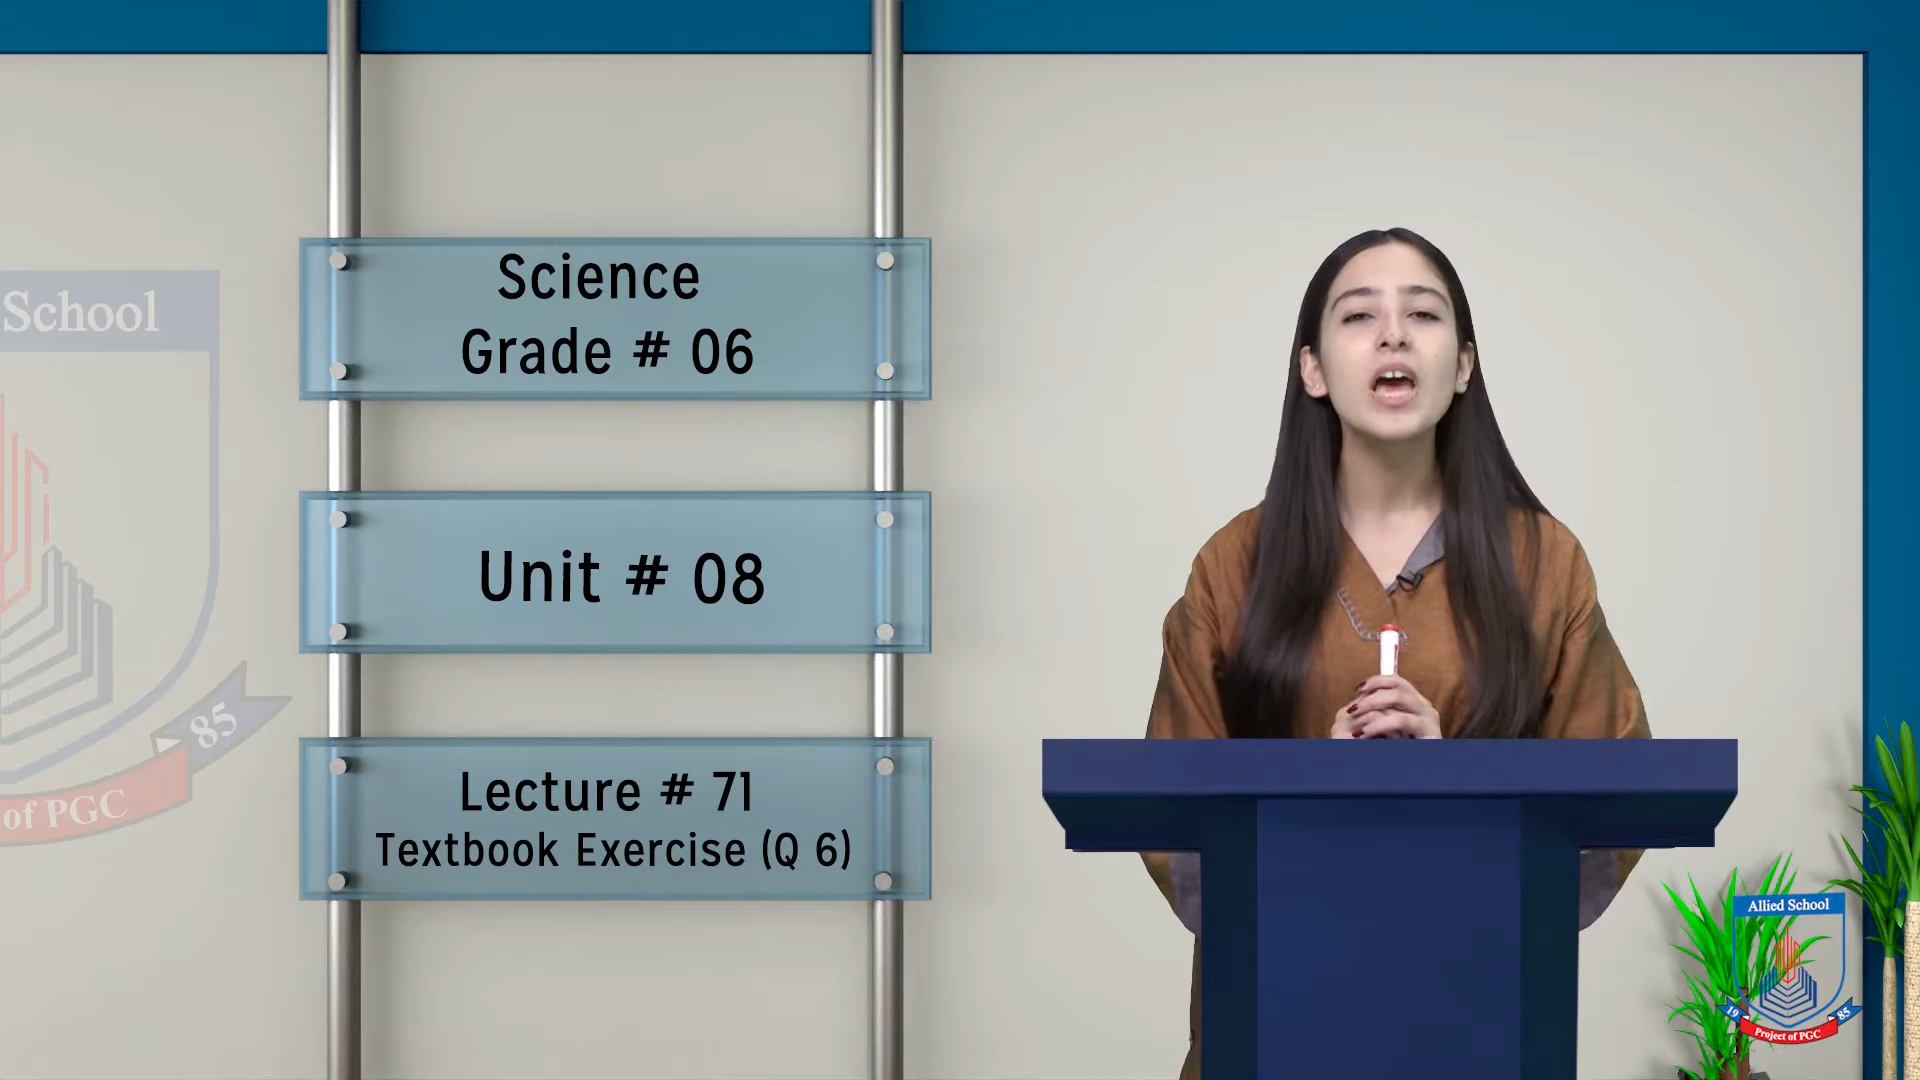 Science
Grade # 06
Unit # 08
Lecture # 71
Textbook Exercise (Q 6)
School
85
of PGC
Allied School
19
85
Project of PGC